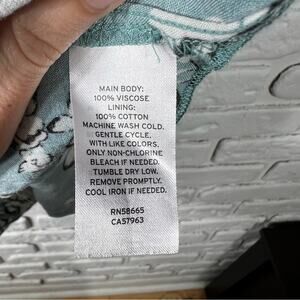 MAIN BODY:
100% VISCOSE
LINING:
100% COTTON
MACHINE WASH COLD.
GENTLE CYCLE.
WITH LIKE COLORS.
ONLY NON-CHLORINE
BLEACH IF NEEDED.
TUMBLE DRY LOW.
REMOVE PROMPTLY.
COOL IRON IF NEEDED.
RN58665
CA57963